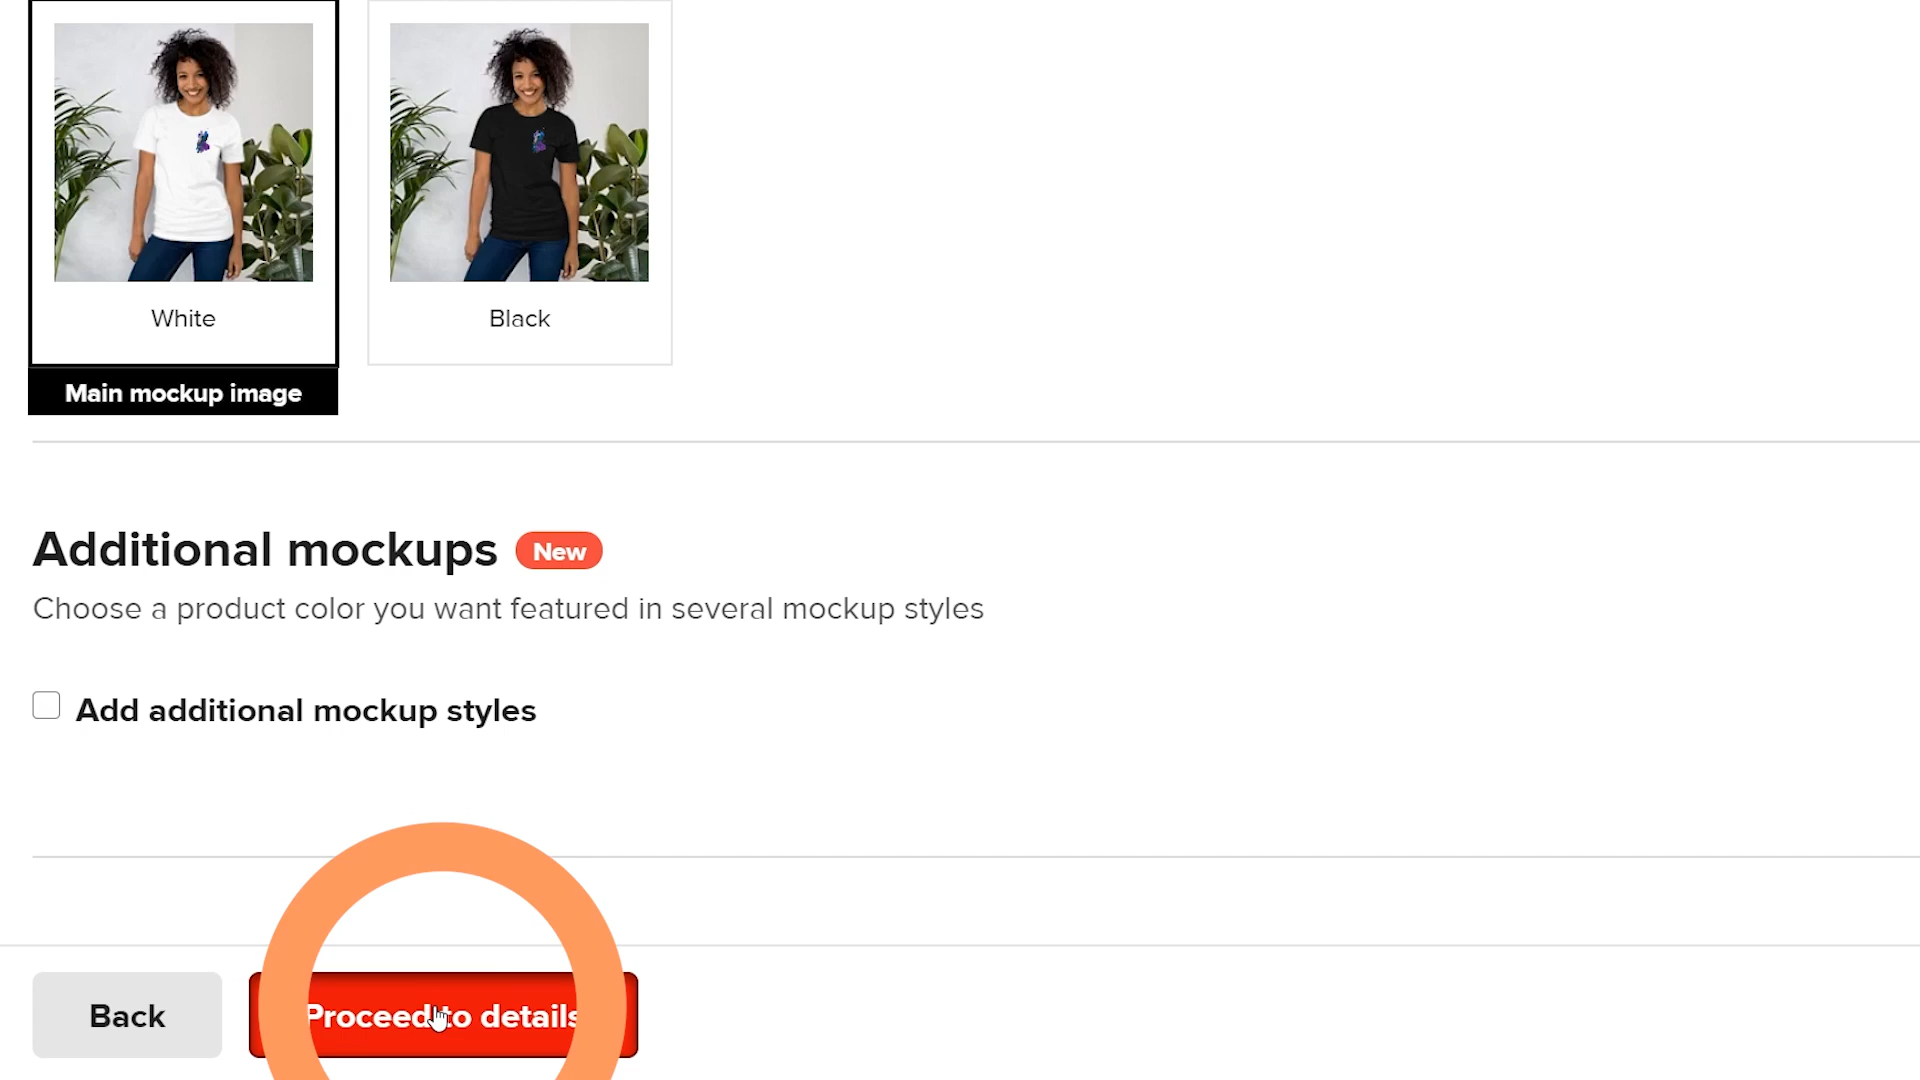 White
Black
Main mockup image
Additional mockups New
Choose a product color you want featured in several mockup styles
Add additional mockup styles
Back
Proceed to details